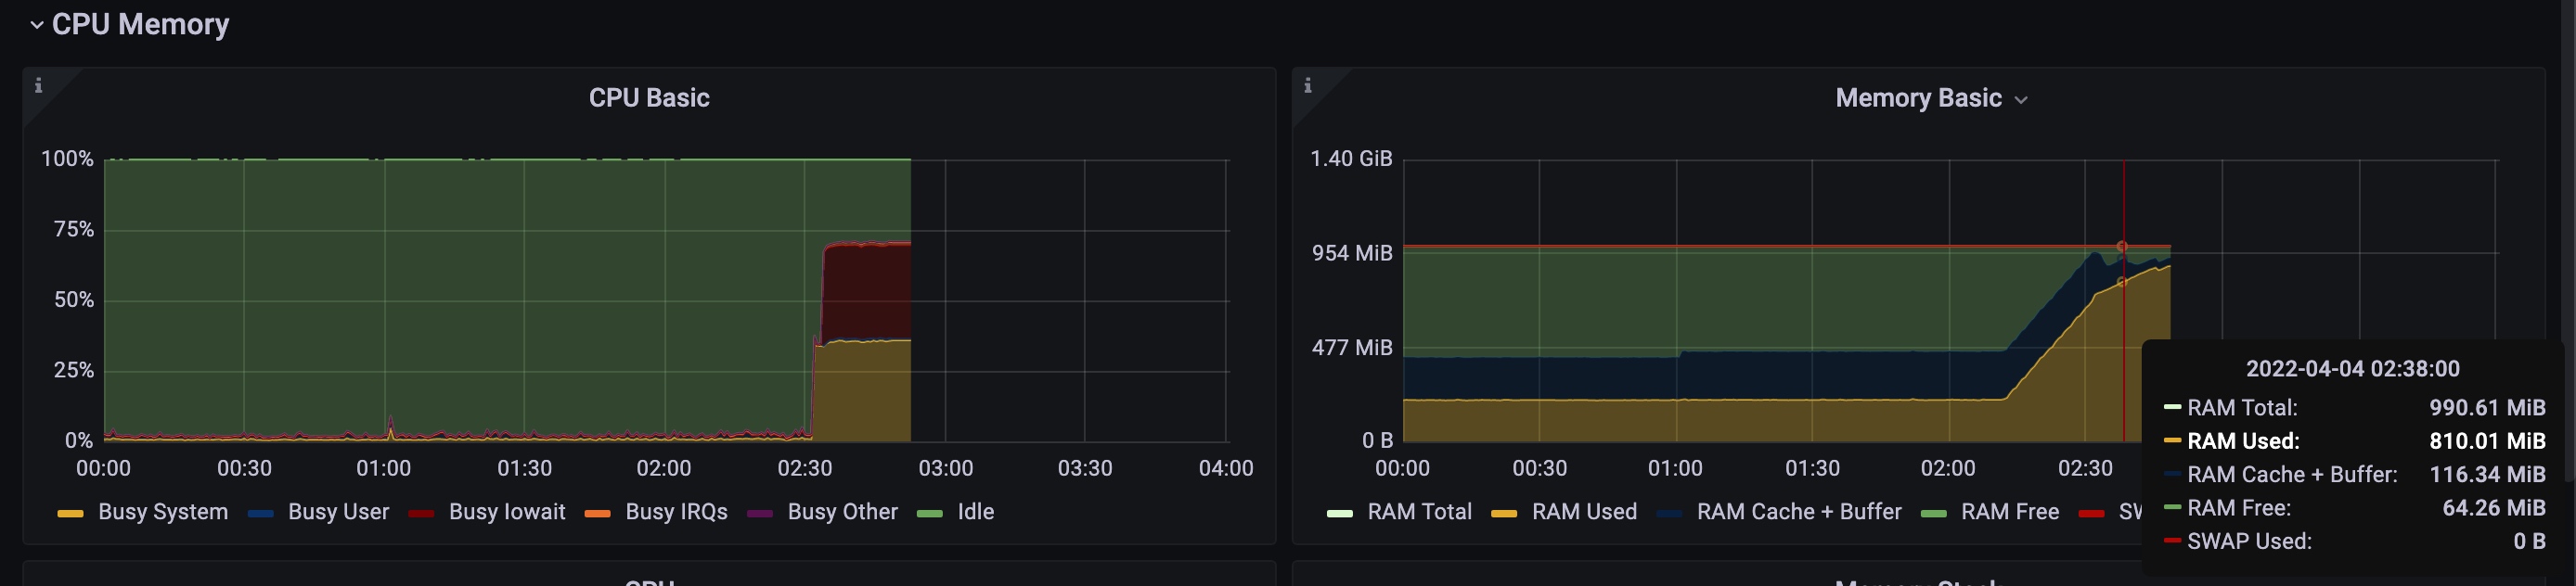 CPU Memory
i
CPU Basic
100%
75%
50%
25%
0%
00:00 00:30 01:00 01:30 02:00 02:30 03:00 03:30 04:00
Busy System Busy User Busy Iowait Busy IRQs Busy Other Idle
i
Memory Basic
1.40 GiB
954 MiB
477 MiB
0 B
00:00 00:30 01:00 01:30 02:00 02:30
RAM Total RAM Used RAM Cache + Buffer RAM Free
2022-04-04 02:38:00
RAM Total: 990.61 MiB
RAM Used: 810.01 MiB
RAM Cache + Buffer: 116.34 MiB
RAM Free: 64.26 MiB
SWAP Used: 0 B